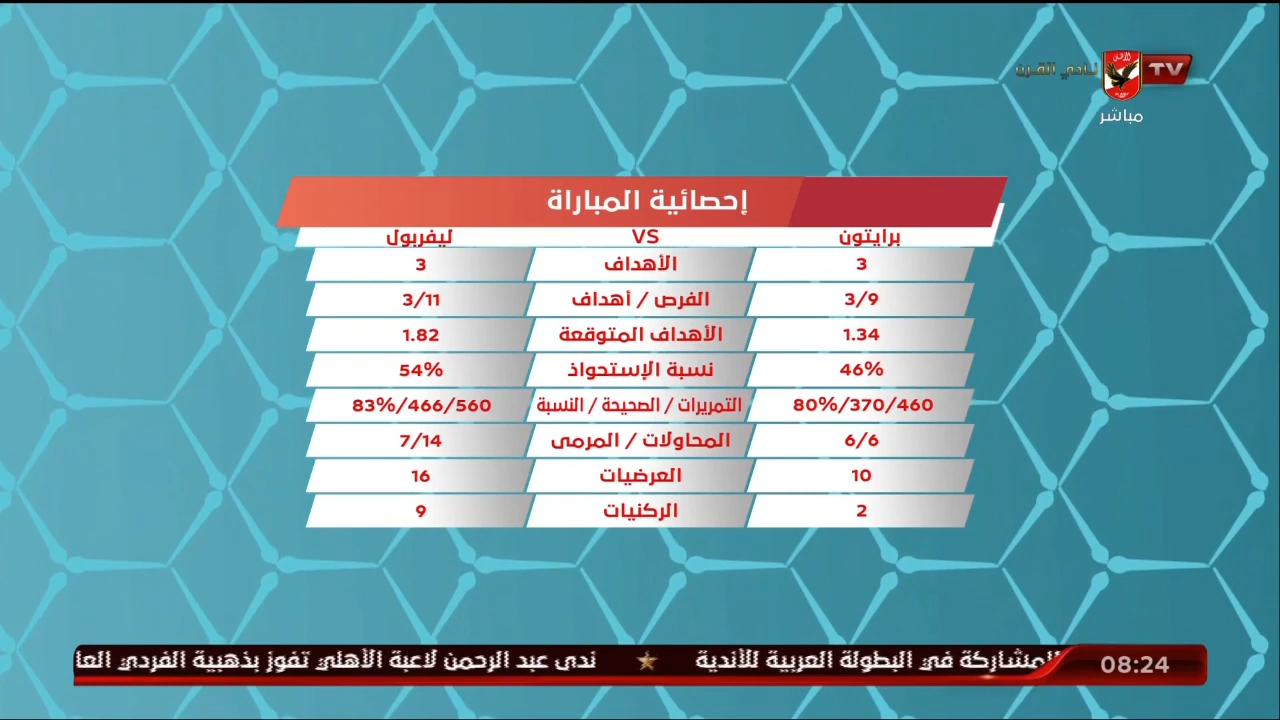 نادي القرن TV
مباشر
إحصائية المباراة
برايتون VS ليفربول
3 الأهداف 3
3/9 الفرص / أهداف 3/11
1.34 الأهداف المتوقعة 1.82
46% نسبة الإستحواذ 54%
80%/370/460 التمريرات / الصحيحة / النسبة 83%/466/560
6/6 المحاولات / المرمى 7/14
10 العرضيات 16
2 الركنيات 9
08:24 المشاركة في البطولة العربية للأندية ندى عبد الرحمن لاعبة الأهلي تفوز بذهبية الفردي العا